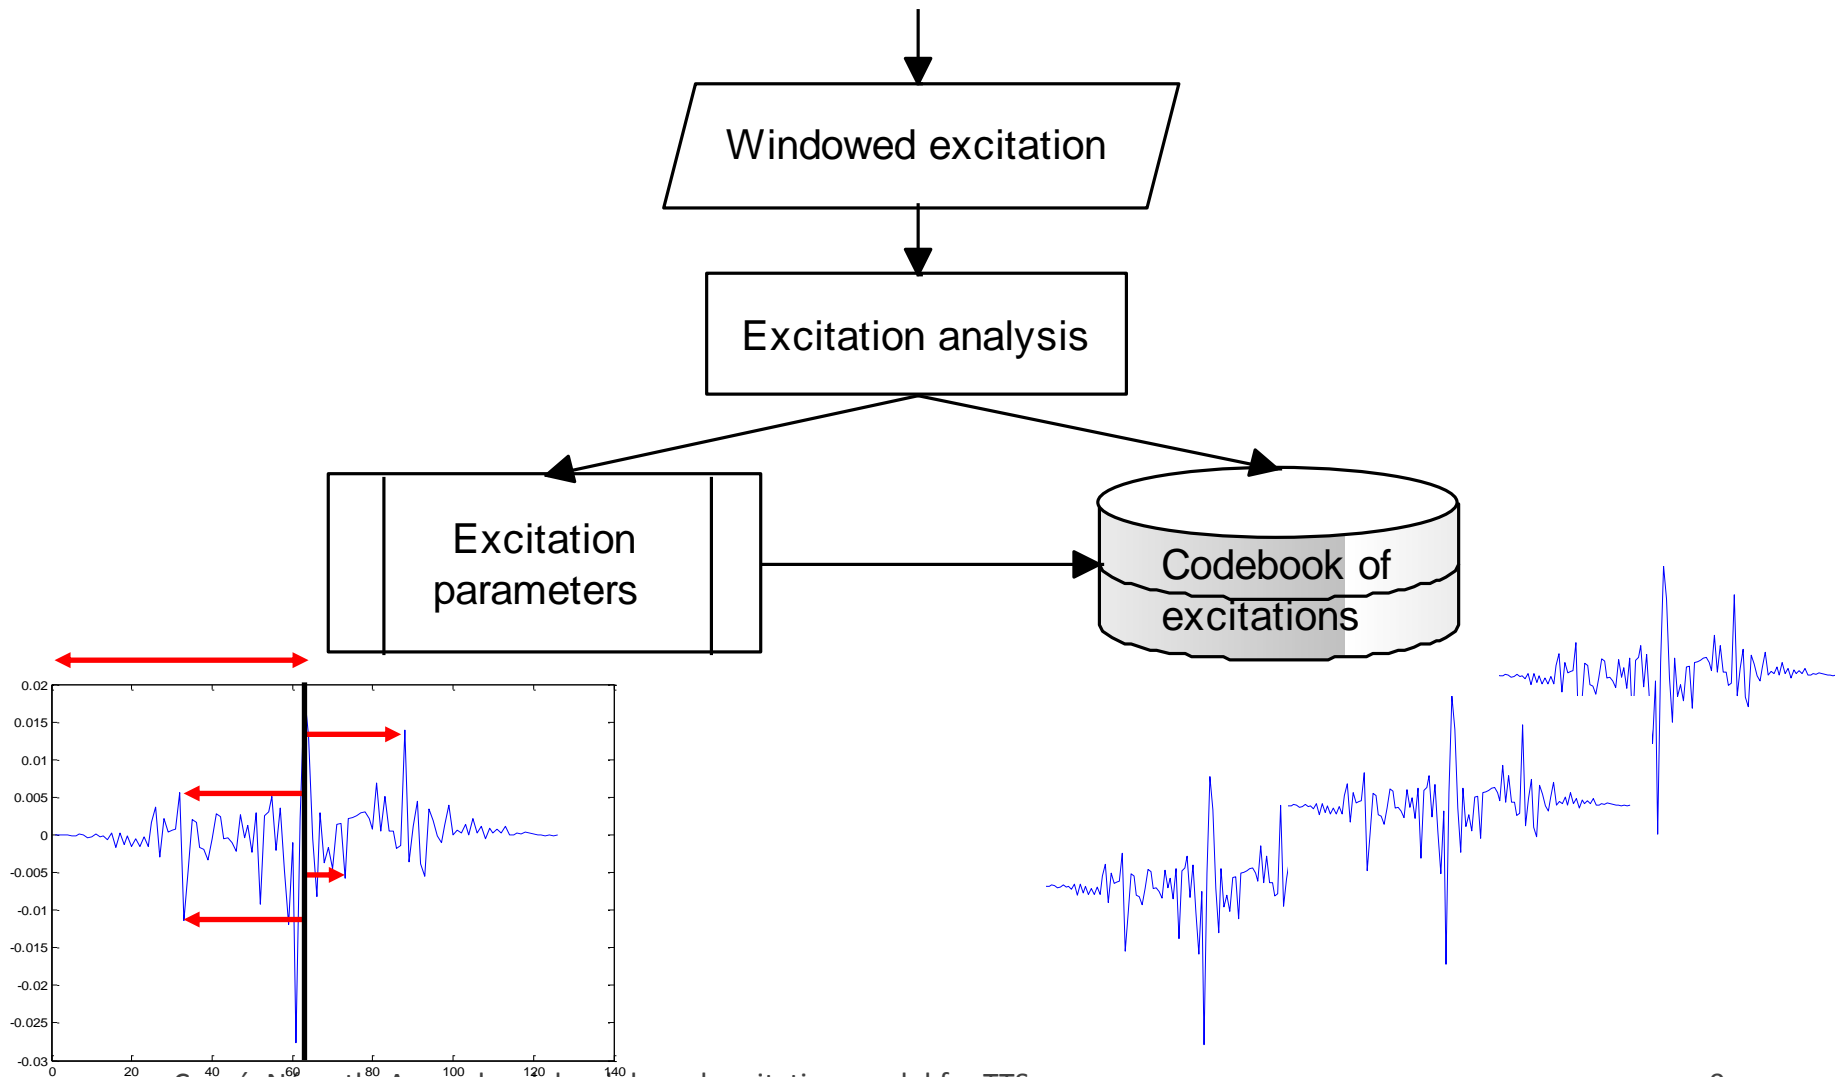 Windowed excitation
Excitation analysis
Excitation
parameters
Codebook of
excitations
0.02
0.015
0.01
0.005
0
-0.005
-0.01
-0.015
-0.02
-0.025
-0.03
0 20 40 60 80 100 120 140